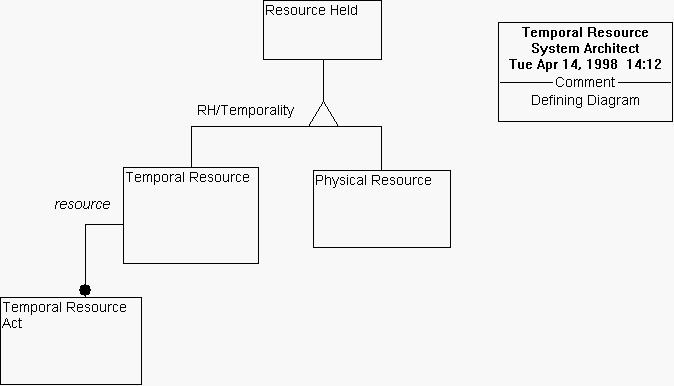 Resource Held
Temporal Resource
System Architect
Tue Apr 14, 1998 14:12
Comment
Defining Diagram
RH/Temporality
Temporal Resource
Physical Resource
resource
Temporal Resource
Act